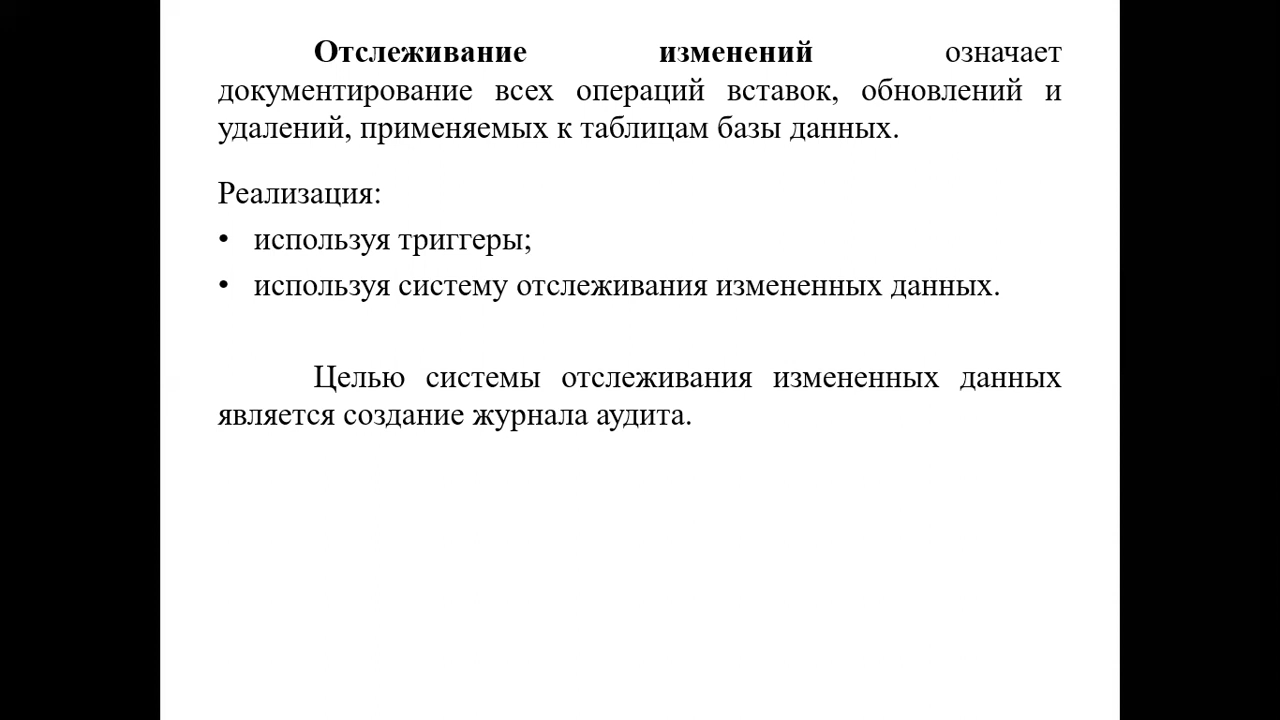 Отслеживание изменений означает
документирование всех операций вставок, обновлений и
удалений, применяемых к таблицам базы данных.
Реализация:
• используя триггеры;
• используя систему отслеживания измененных данных.
Целью системы отслеживания измененных данных
является создание журнала аудита.